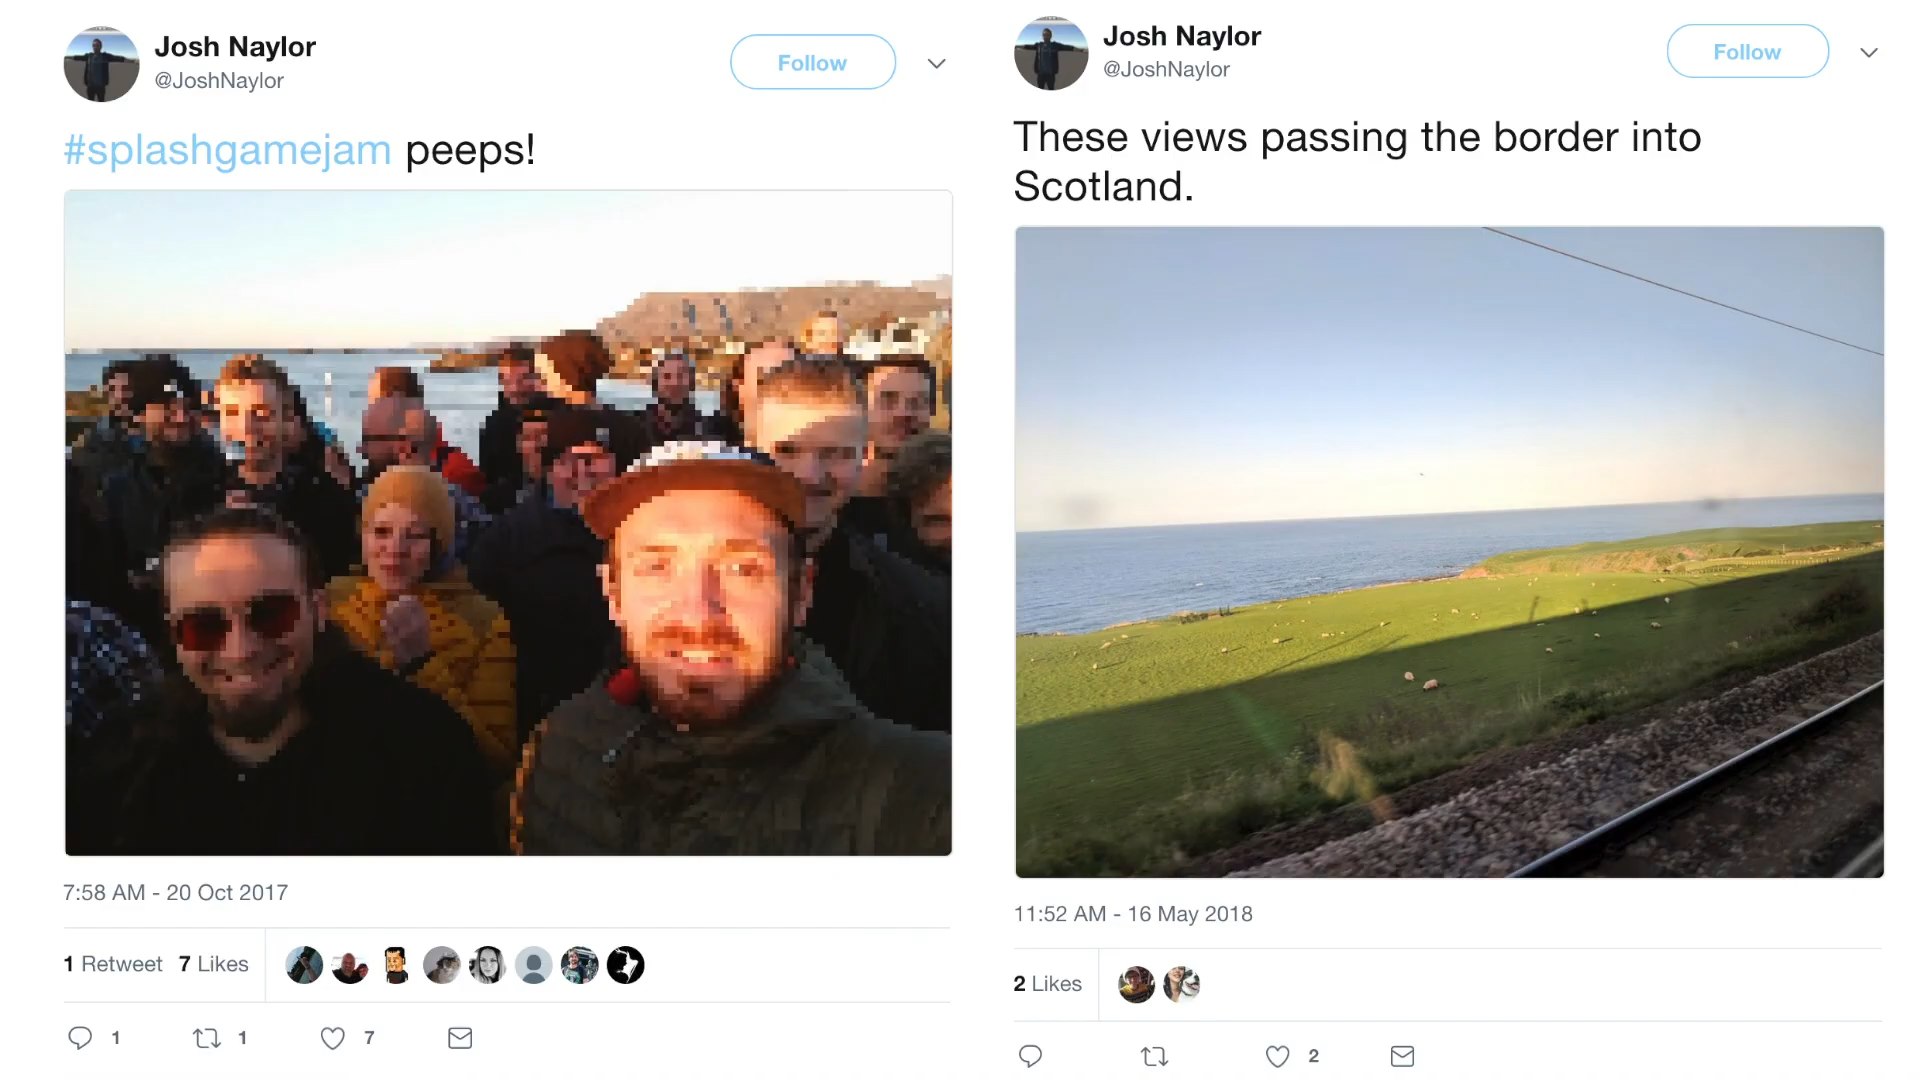 Josh Naylor
@JoshNaylor
Follow
#splashgamejam peeps!
7:58 AM - 20 Oct 2017
1 Retweet 7 Likes
1 1 7
Josh Naylor
@JoshNaylor
Follow
These views passing the border into
Scotland.
11:52 AM - 16 May 2018
2 Likes
2